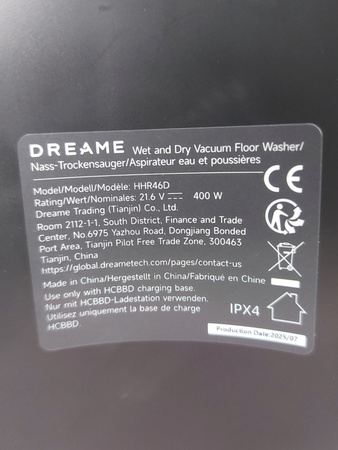 DREAME Wet and Dry Vacuum Floor Washer/
Nass-Trockensauger/Aspirateur eau et poussières
Model/Modell/Modèle: HHR46D
Rating/Wert/Nominales: 21.6 V ⎓ 400 W
Dreame Trading (Tianjin) Co., Ltd.
Room 2112-1-1, South District, Finance and Trade
Center, No.6975 Yazhou Road, Dongjiang Bonded
Port Area, Tianjin Pilot Free Trade Zone, 300463
Tianjin, China
https://global.dreametech.com/pages/contact-us
Made in China/Hergestellt in China/Fabriqué en Chine
Use only with HCBBD charging base.
Nur mit HCBBD-Ladestation verwenden.
Utilisez uniquement la base de charge
HCBBD.
CE
IPX4
Production Date:2025/07